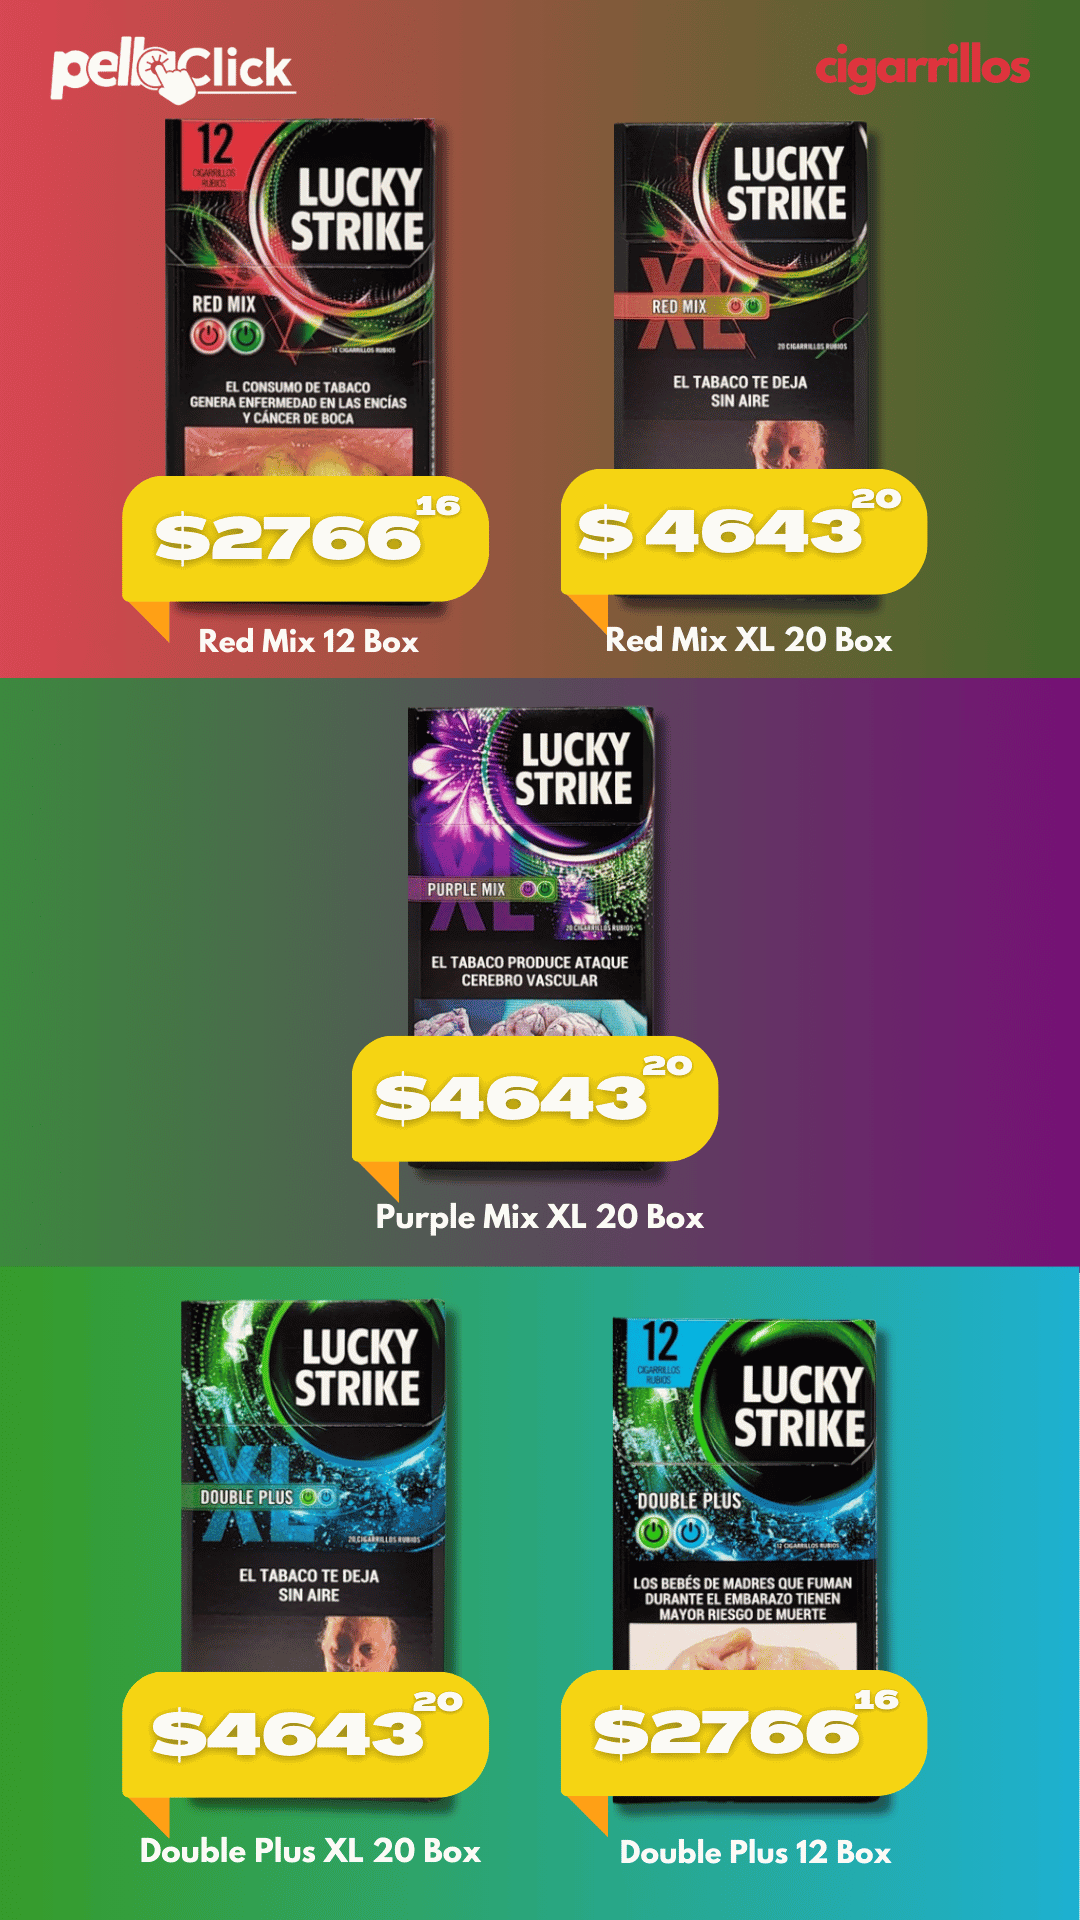 pellaClick
cigarrillos
12
CIGARRILLOS
RUBIOS
LUCKY
STRIKE
RED MIX
12 CIGARRILLOS RUBIOS
EL CONSUMO DE TABACO
GENERA ENFERMEDAD EN LAS ENCÍAS
Y CÁNCER DE BOCA
$2766 16
Red Mix 12 Box
LUCKY
STRIKE
XL
RED MIX
20 CIGARRILLOS RUBIOS
EL TABACO TE DEJA
SIN AIRE
$ 4643 20
Red Mix XL 20 Box
LUCKY
STRIKE
XL
PURPLE MIX
20 CIGARRILLOS RUBIOS
EL TABACO PRODUCE ATAQUE
CEREBRO VASCULAR
$4643 20
Purple Mix XL 20 Box
LUCKY
STRIKE
XL
DOUBLE PLUS
20 CIGARRILLOS RUBIOS
EL TABACO TE DEJA
SIN AIRE
$4643 20
Double Plus XL 20 Box
12
CIGARRILLOS
RUBIOS
LUCKY
STRIKE
DOUBLE PLUS
12 CIGARRILLOS RUBIOS
LOS BEBÉS DE MADRES QUE FUMAN
DURANTE EL EMBARAZO TIENEN
MAYOR RIESGO DE MUERTE
$2766 16
Double Plus 12 Box